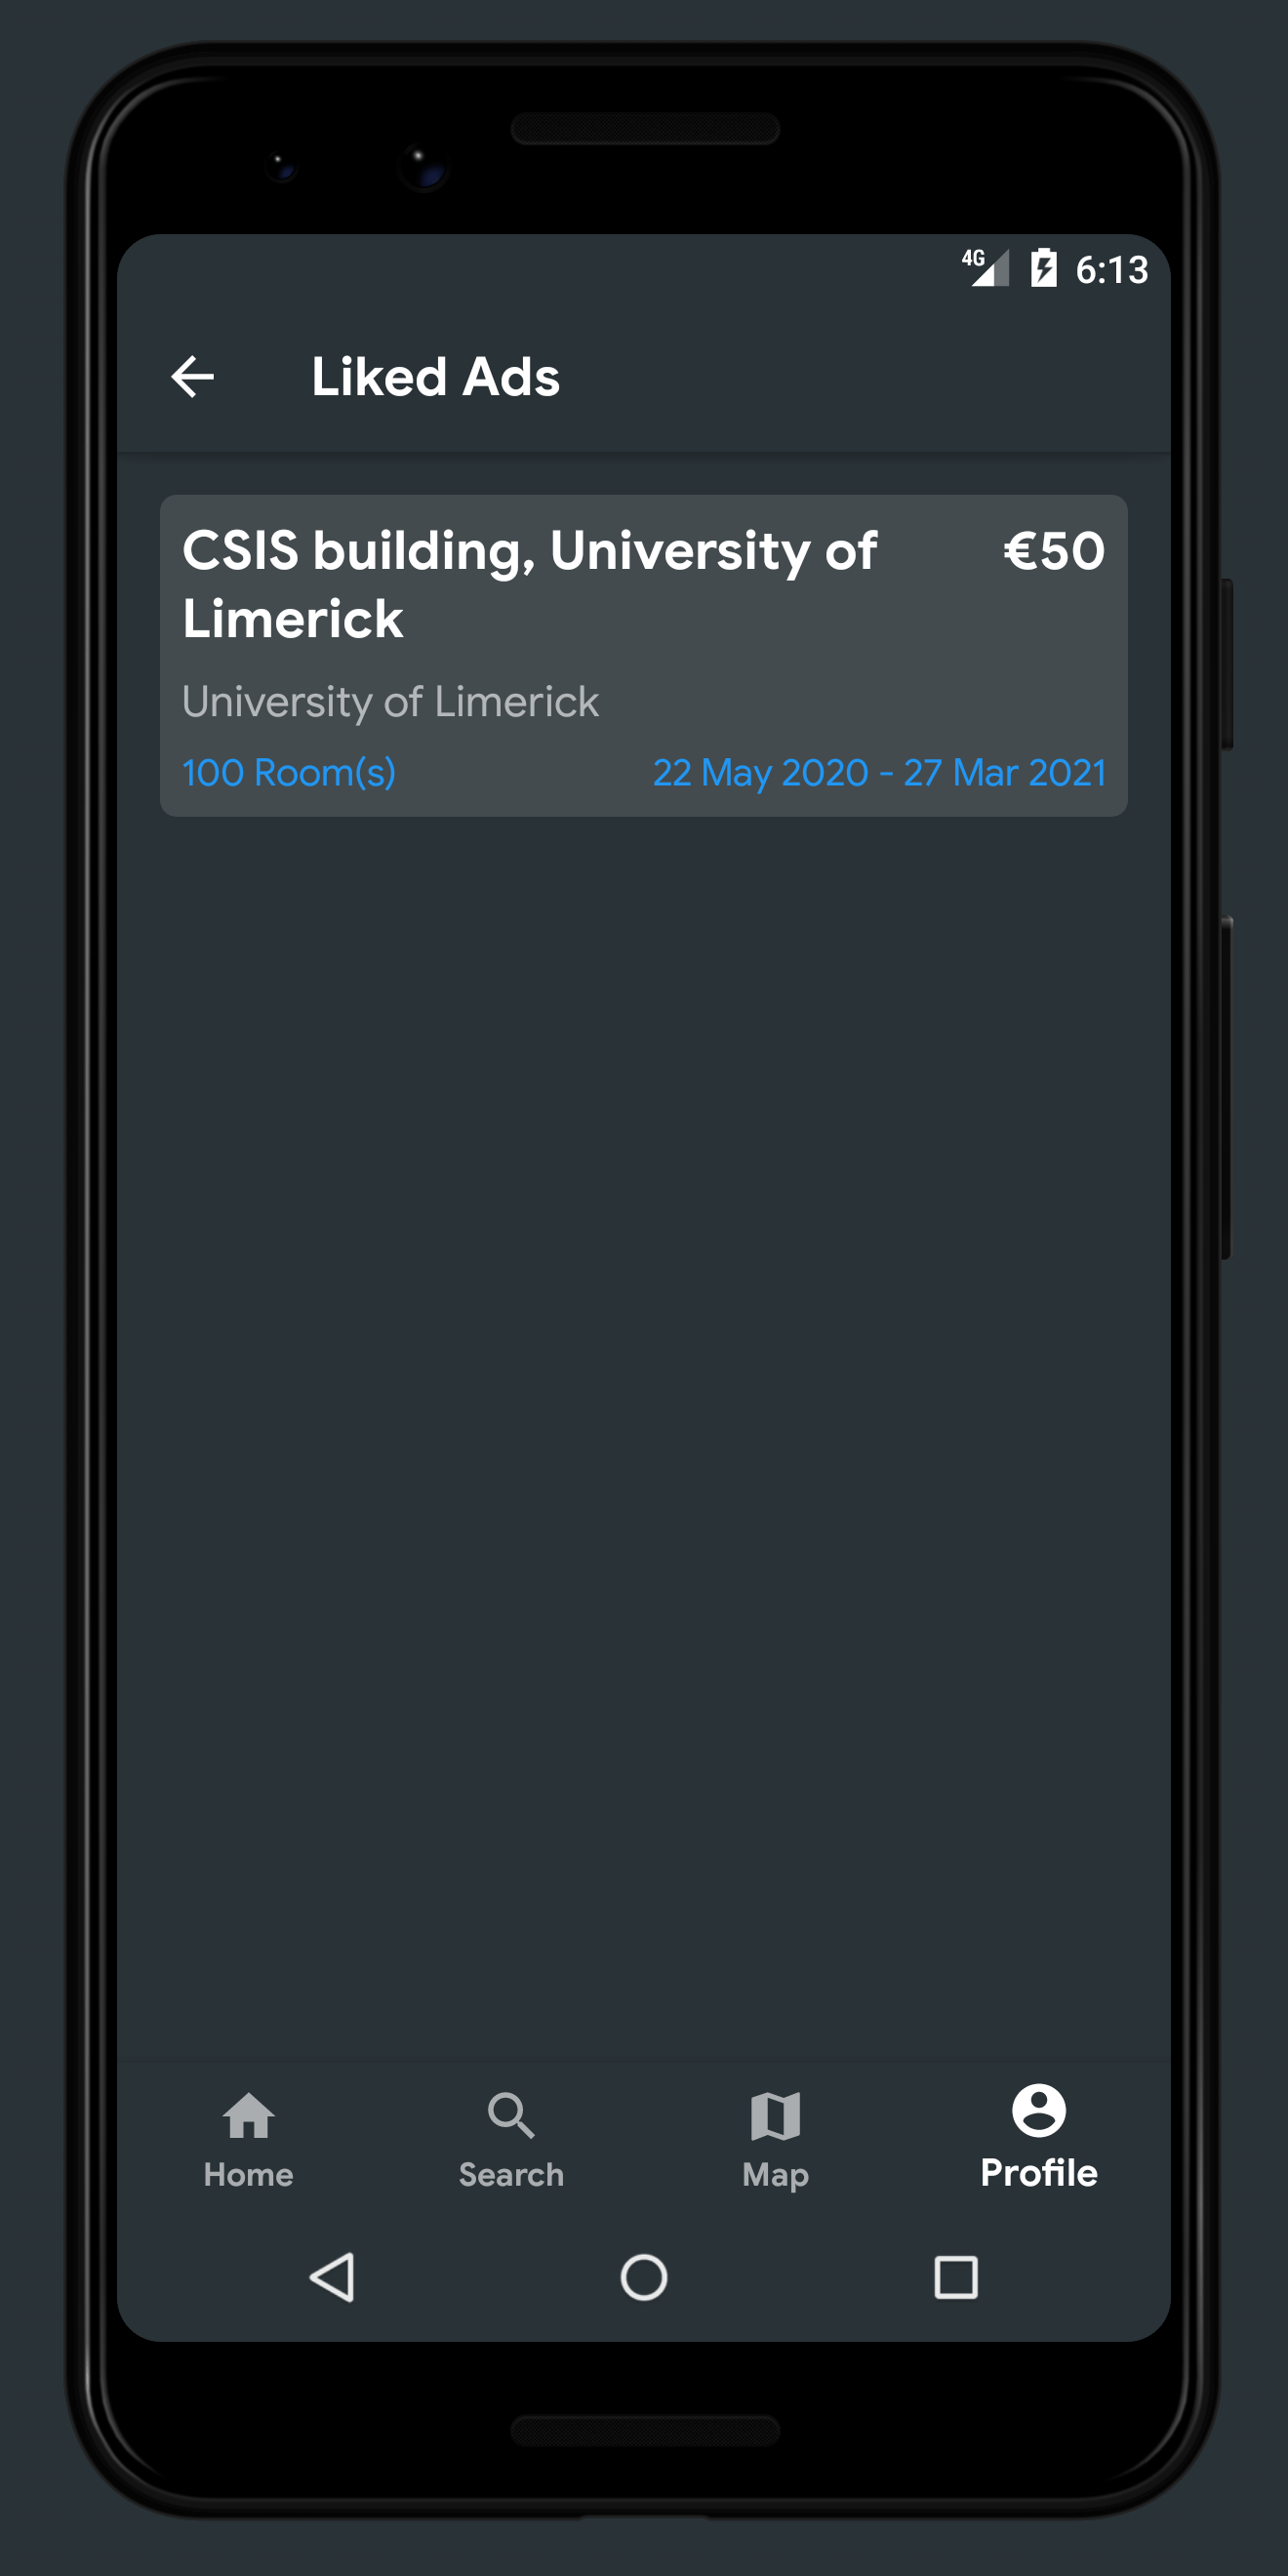 4G 6:13
Liked Ads
CSIS building, University of €50
Limerick
University of Limerick
100 Room(s) 22 May 2020 - 27 Mar 2021
Home Search Map Profile